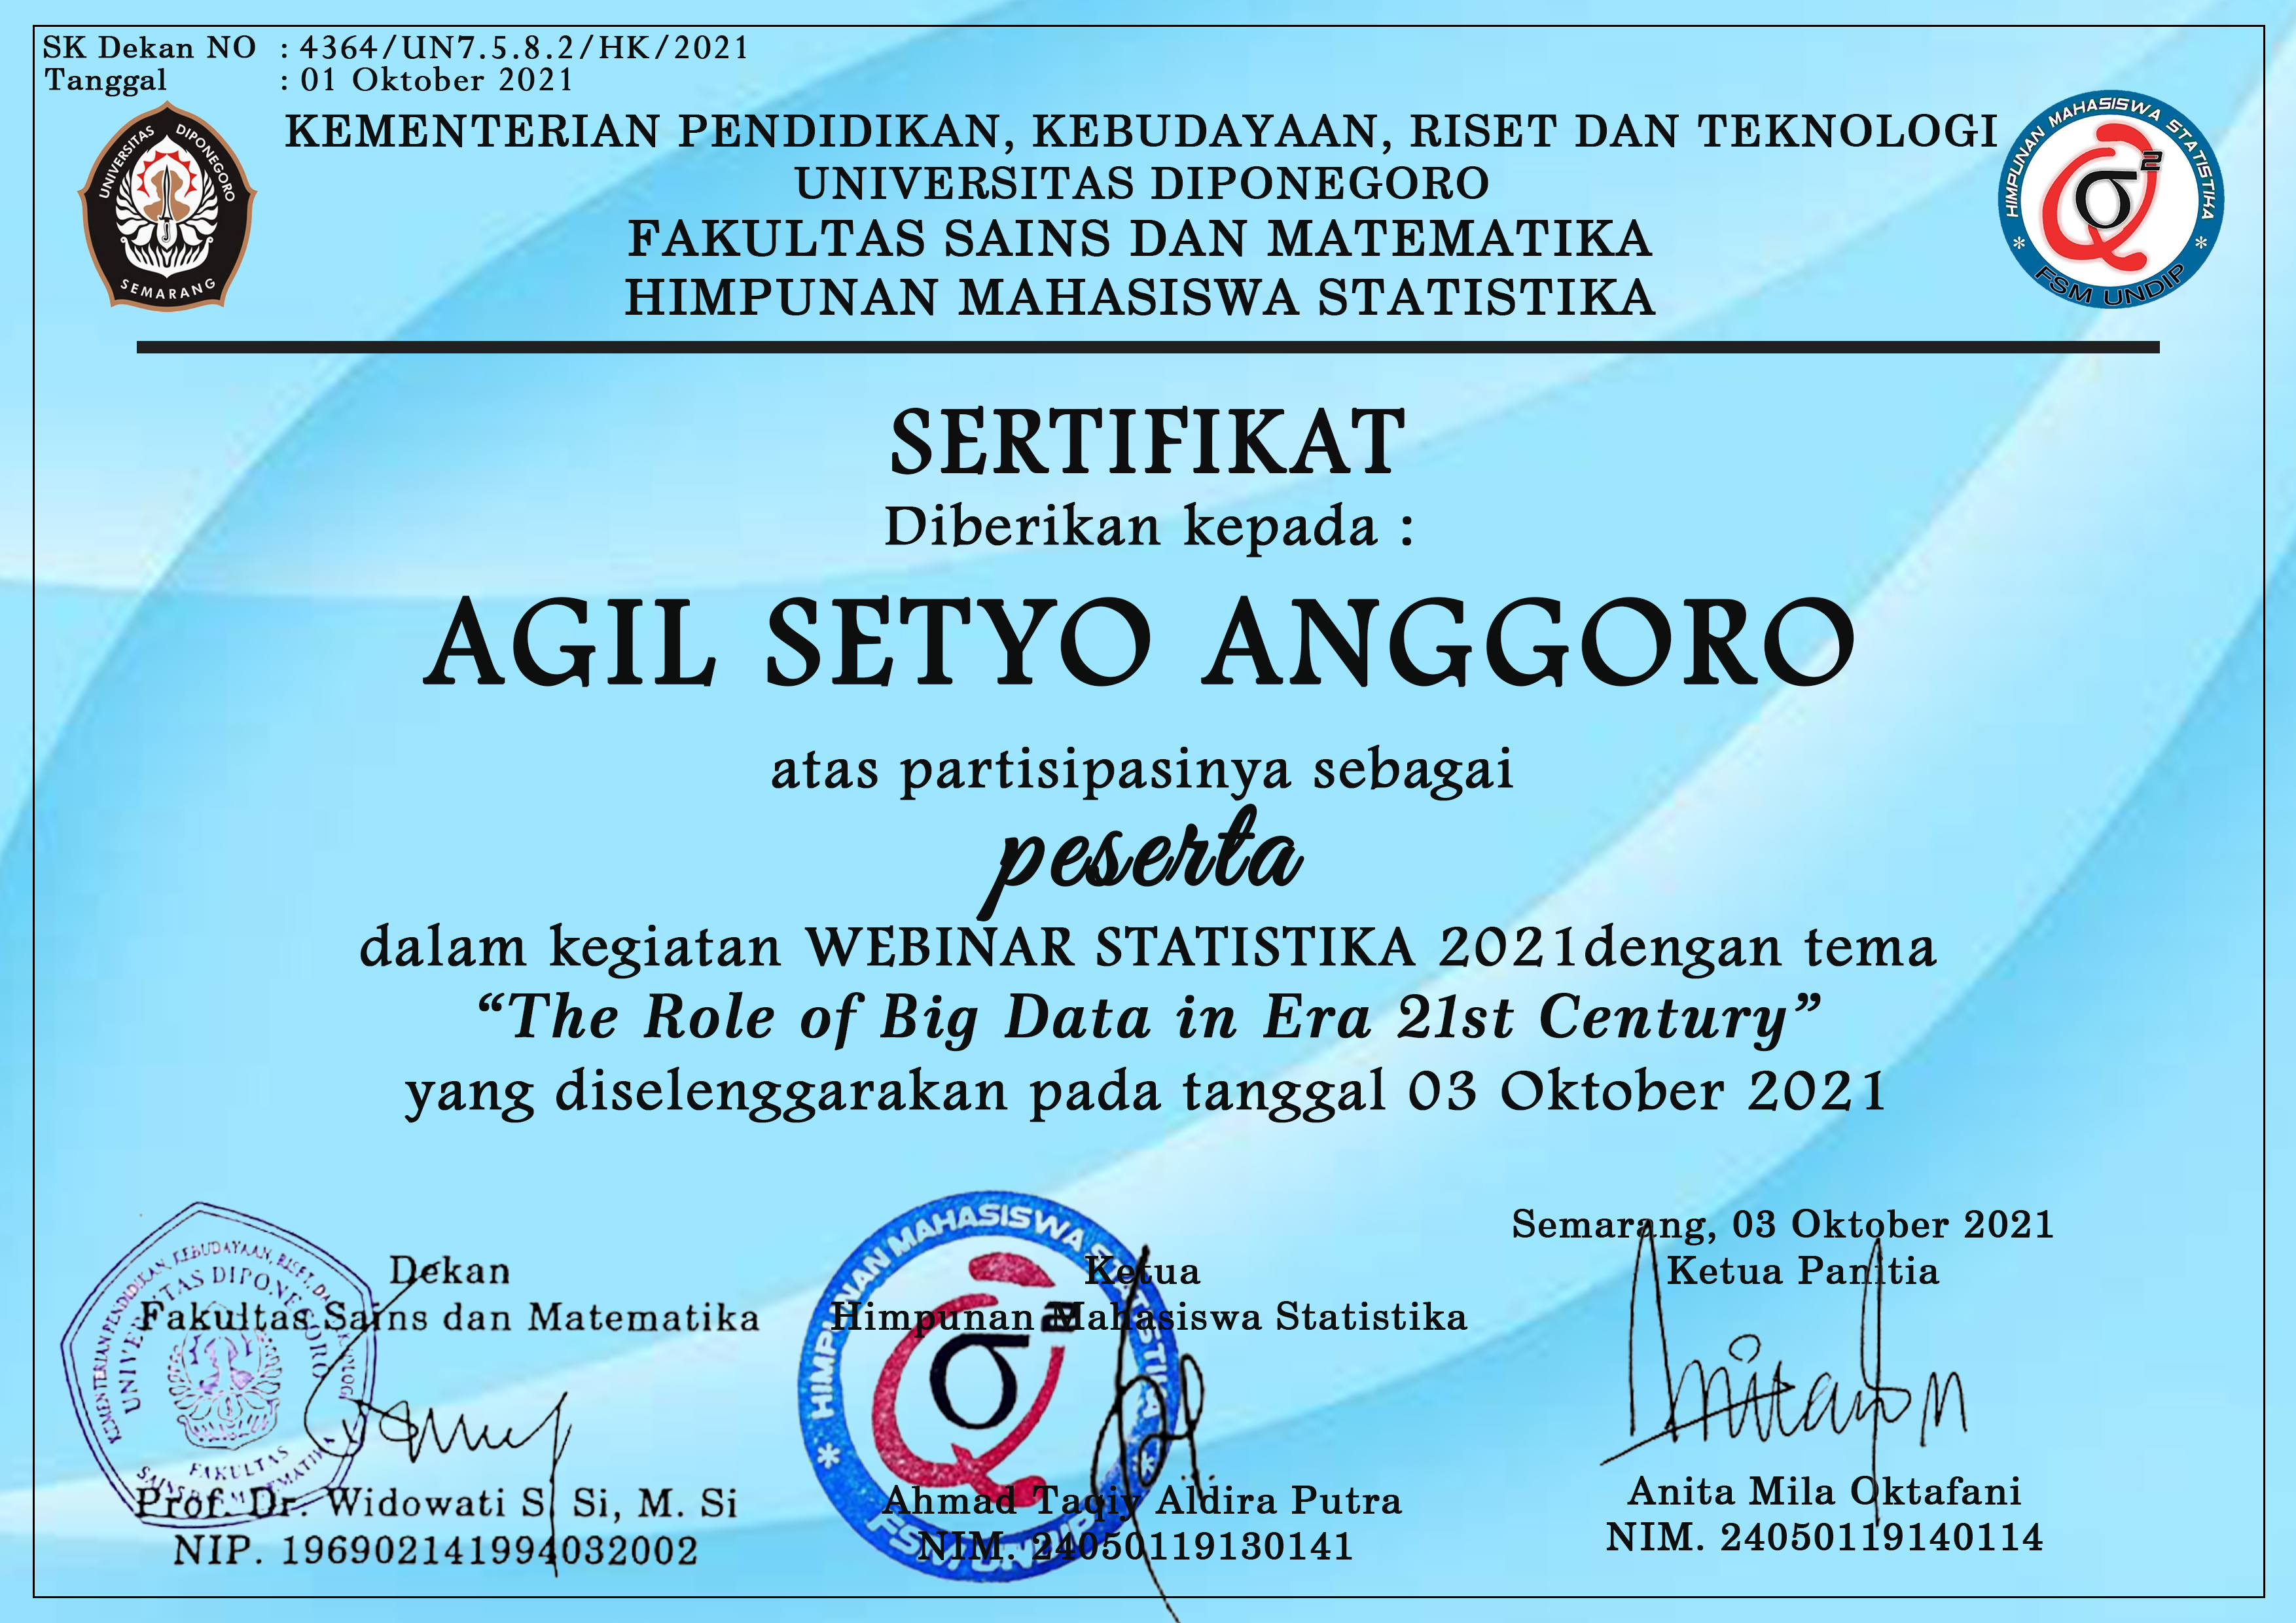 SK Dekan NO : 4364/UN7.5.8.2/HK/2021
Tanggal : 01 Oktober 2021
UNIVERSITAS DIPONEGORO
SEMARANG
KEMENTERIAN PENDIDIKAN, KEBUDAYAAN, RISET DAN TEKNOLOGI
UNIVERSITAS DIPONEGORO
FAKULTAS SAINS DAN MATEMATIKA
HIMPUNAN MAHASISWA STATISTIKA
HIMPUNAN MAHASISWA STATISTIKA
σ²
* FSM UNDIP *
SERTIFIKAT
Diberikan kepada :
AGIL SETYO ANGGORO
atas partisipasinya sebagai
peserta
dalam kegiatan WEBINAR STATISTIKA 2021dengan tema
“The Role of Big Data in Era 21st Century”
yang diselenggarakan pada tanggal 03 Oktober 2021
Dekan
Fakultas Sains dan Matematika
KEMENTERIAN PENDIDIKAN, KEBUDAYAAN, RISET, DAN
UNIVERSITAS DIPONEGORO
FAKULTAS
SAINS DAN MATEMATIKA
Prof. Dr. Widowati S. Si, M. Si
NIP. 196902141994032002
Ketua
Himpunan Mahasiswa Statistika
HIMPUNAN MAHASISWA STATISTIKA
σ²
* FSM UNDIP *
Ahmad Taqiy Aldira Putra
NIM. 24050119130141
Semarang, 03 Oktober 2021
Ketua Panitia
Anita Mila Oktafani
NIM. 24050119140114